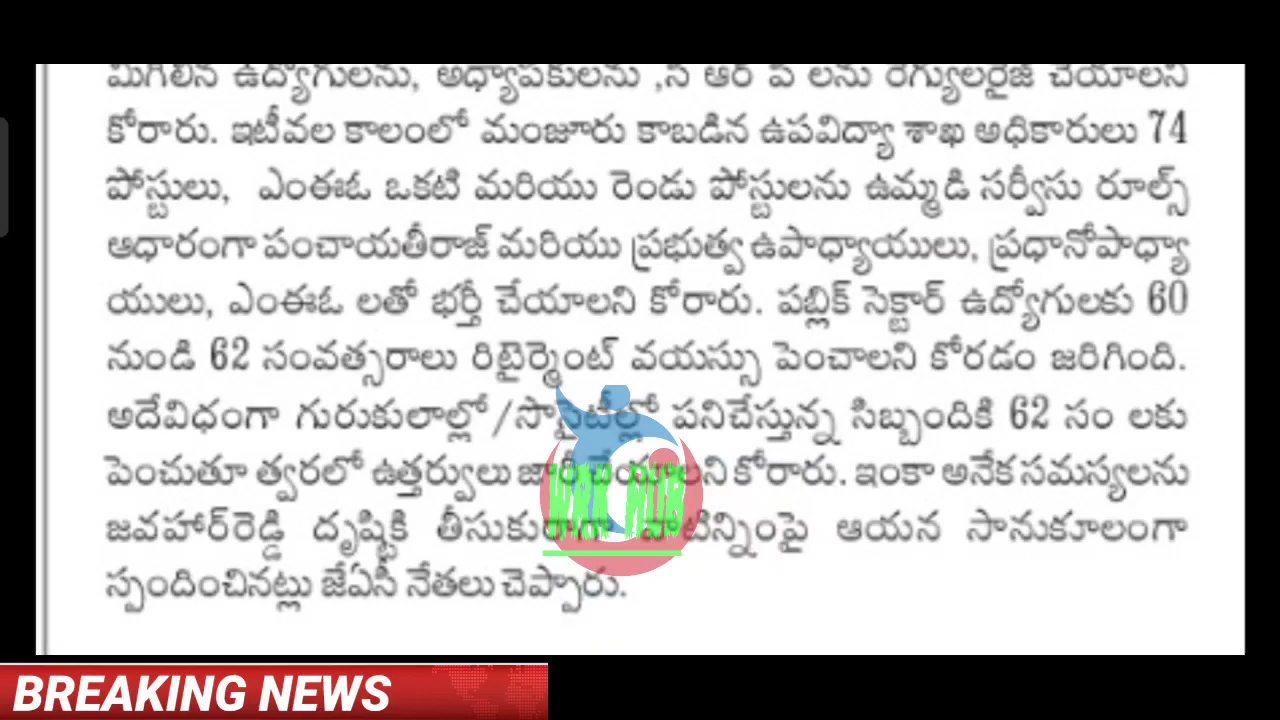 మిగిలిన ఉద్యోగులను, అధ్యాపకులను ,సి ఆర్ పి లను రెగ్యులరైజ్ చేయాలని
కోరారు. ఇటీవల కాలంలో మంజూరు కాబడిన ఉపవిద్యా శాఖ అధికారులు 74
పోస్టులు, ఎంఈఓ ఒకటి మరియు రెండు పోస్టులను ఉమ్మడి సర్వీసు రూల్స్
ఆధారంగా పంచాయతీరాజ్ మరియు ప్రభుత్వ ఉపాధ్యాయులు, ప్రధానోపాధ్యా
యులు, ఎంఈఓ లతో భర్తీ చేయాలని కోరారు. పబ్లిక్ సెక్టార్ ఉద్యోగులకు 60
నుండి 62 సంవత్సరాలు రిటైర్మెంట్ వయస్సు పెంచాలని కోరడం జరిగింది.
అదేవిధంగా గురుకులాల్లో /సొసైటీల్లో పనిచేస్తున్న సిబ్బందికి 62 సం లకు
పెంచుతూ త్వరలో ఉత్తర్వులు జారీ చేయాలని కోరారు. ఇంకా అనేక సమస్యలను
జవహార్‌రెడ్డి దృష్టికి తీసుకురాగా వాటిన్నింపై ఆయన సానుకూలంగా
స్పందించినట్లు జేఏసీ నేతలు చెప్పారు.
BREAKING NEWS